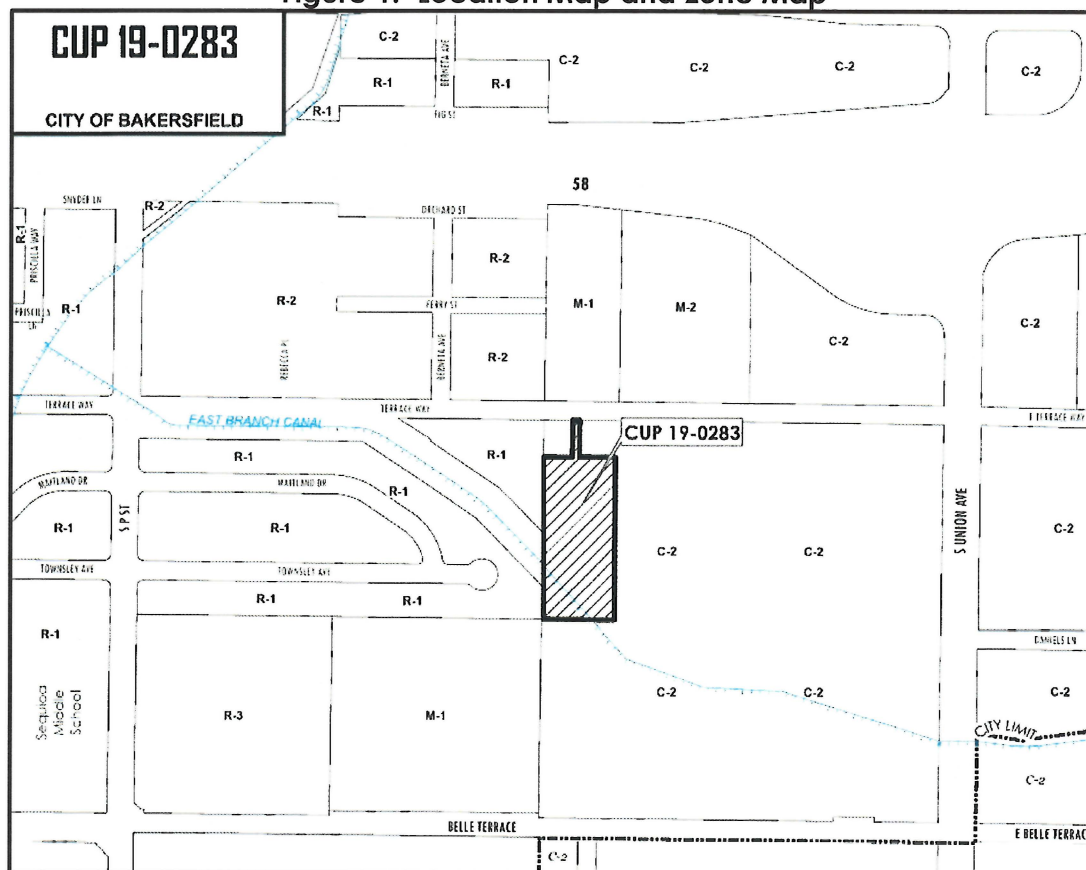 Figure 1. Location Map and Zone Map
CUP 19-0283
CITY OF BAKERSFIELD
C-2
BERNETA AVE
C-2
C-2
C-2
C-2
R-1
R-1
R-1
FIG ST
58
SNYDER LN
R-2
ORCHARD ST
R-1
PRISCILLA WAY
R-1
PRISCILLA
LN
R-2
R-2
M-1
M-2
C-2
C-2
FERRY ST
REBECCA PL
BERNETA AVE
R-2
TERRACE WAY
TERRACE WAY
E TERRACE WAY
EAST BRANCH CANAL
CUP 19-0283
R-1
R-1
MAITLAND DR
MAITLAND DR
R-1
S P ST
R-1
R-1
C-2
C-2
S UNION AVE
C-2
TOWNSLEY AVE
TOWNSLEY AVE
R-1
R-1
R-1
DANIELS LN
Sequioa
Middle
School
R-3
M-1
C-2
C-2
C-2
CITY LIMIT
C-2
BELLE TERRACE
E BELLE TERRAC
C-2